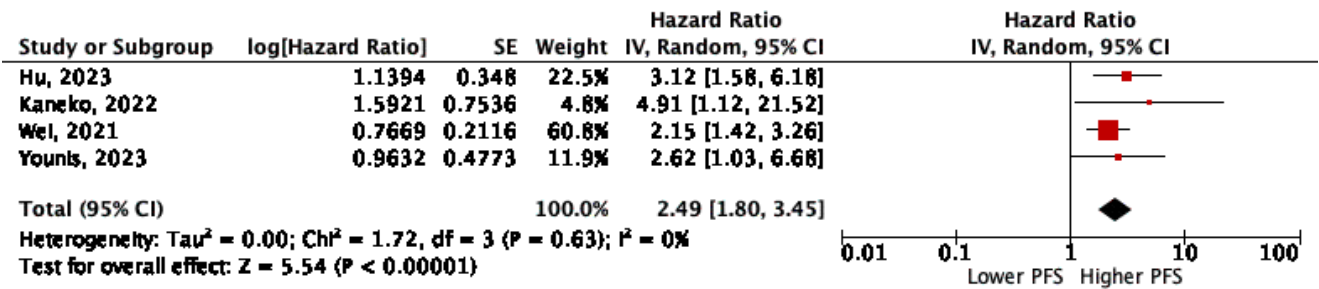 Hazard Ratio Hazard Ratio
Study or Subgroup log[Hazard Ratio] SE Weight IV, Random, 95% CI IV, Random, 95% CI
Hu, 2023 1.1394 0.348 22.5% 3.12 [1.58, 6.18]
Kaneko, 2022 1.5921 0.7536 4.8% 4.91 [1.12, 21.52]
Wei, 2021 0.7669 0.2116 60.8% 2.15 [1.42, 3.26]
Younis, 2023 0.9632 0.4773 11.9% 2.62 [1.03, 6.68]
Total (95% CI) 100.0% 2.49 [1.80, 3.45]
Heterogeneity: Tau² = 0.00; Chi² = 1.72, df = 3 (P = 0.63); I² = 0%
Test for overall effect: Z = 5.54 (P < 0.00001)
0.01 0.1 1 10 100
Lower PFS Higher PFS